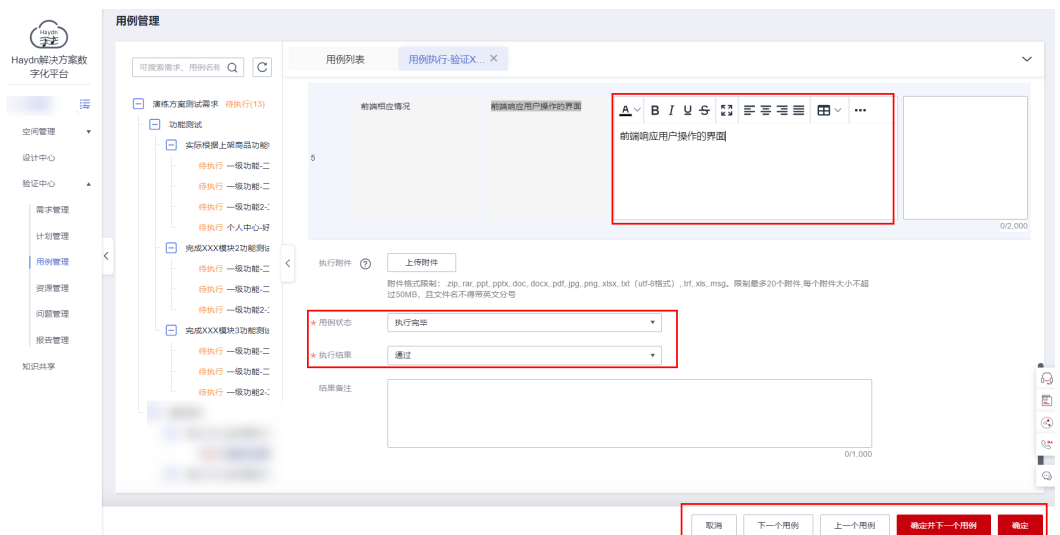 用例管理
Haydn
Haydn解决方案数
字化平台
空间管理
设计中心
验证中心
需求管理
计划管理
用例管理
资源管理
问题管理
报告管理
知识共享
可搜索需求、用例名称
演练方案测试需求 待执行(13)
功能测试
实际根据上架商品功能
待执行 一级功能-二
待执行 一级功能-二
待执行 一级功能2-
待执行 个人中心-好
完成XXX模块2功能测试
待执行 一级功能-二
待执行 一级功能-二
待执行 一级功能2-
完成XXX模块3功能测试
待执行 一级功能-二
待执行 一级功能-二
待执行 一级功能2-
用例列表
用例执行-验证X...
5
前端相应情况
前端响应用户操作的界面
A B I U S
前端响应用户操作的界面
0/2,000
执行附件
上传附件
附件格式限制: .zip,.rar,.ppt,.pptx,.doc,.docx,.pdf,.jpg,.png,.xlsx,.txt（utf-8格式）,.trf,.xls,.msg。限制最多20个附件,每个附件大小不超
过50MB，且文件名不得带英文分号
* 用例状态 执行完毕
* 执行结果 通过
结果备注
0/1,000
取消 下一个用例 上一个用例 确定并下一个用例 确定